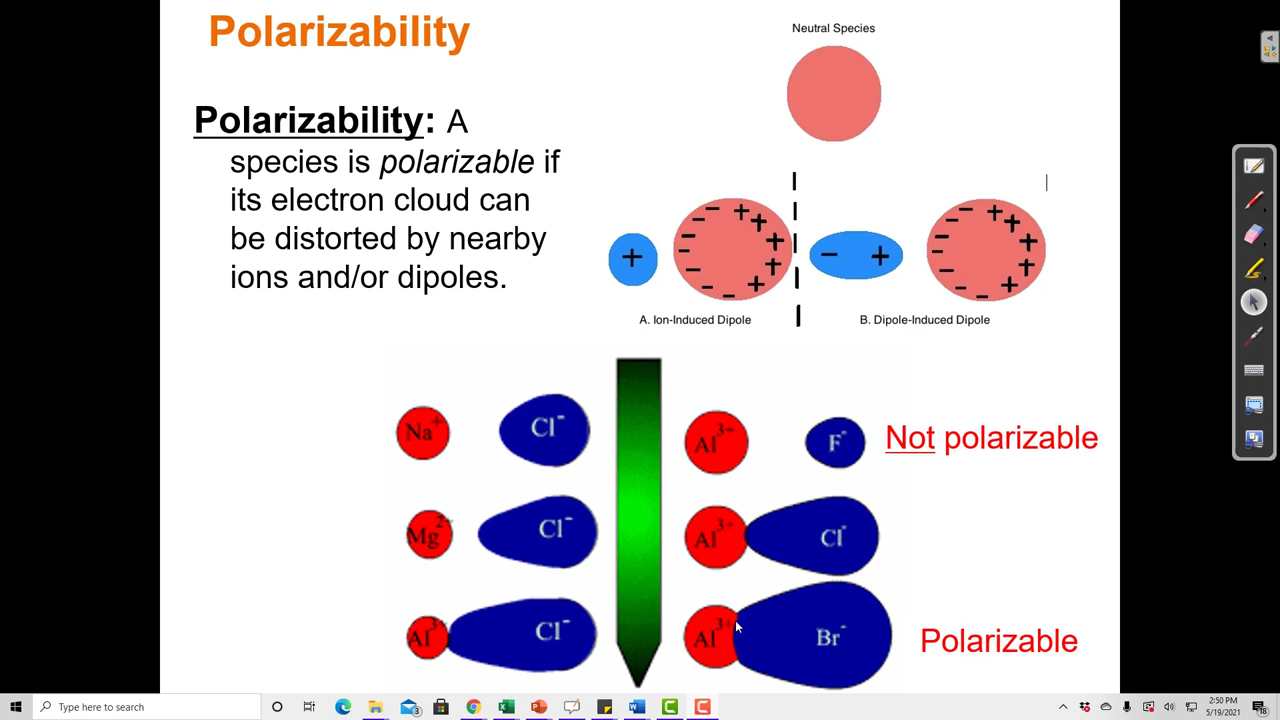 Polarizability
Neutral Species
Polarizability: A
species is polarizable if
its electron cloud can
be distorted by nearby
ions and/or dipoles.
+ − − − − − − − − + + + + + − + − − − − − − − + + + + +
A. Ion-Induced Dipole
B. Dipole-Induced Dipole
Na+ Cl− Al3+ F− Not polarizable
Mg2+ Cl− Al3+ Cl−
Al3+ Cl− Al3+ Br− Polarizable
Type here to search
3
2:50 PM
5/19/2021
18